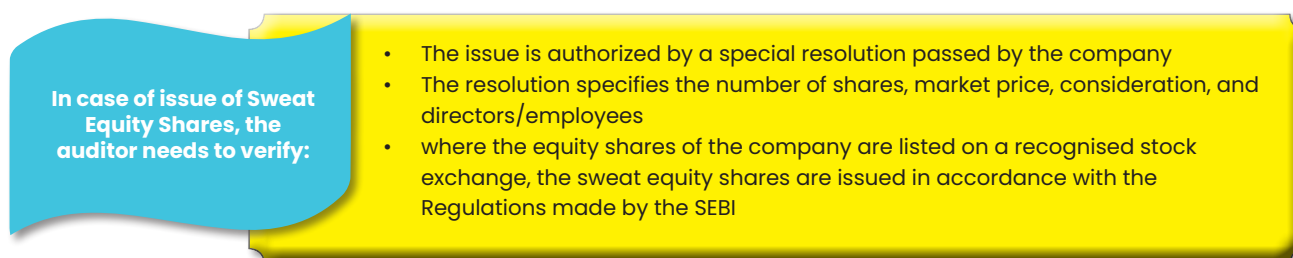 In case of issue of Sweat
Equity Shares, the
auditor needs to verify:
• The issue is authorized by a special resolution passed by the company
• The resolution specifies the number of shares, market price, consideration, and
directors/employees
• where the equity shares of the company are listed on a recognised stock
exchange, the sweat equity shares are issued in accordance with the
Regulations made by the SEBI